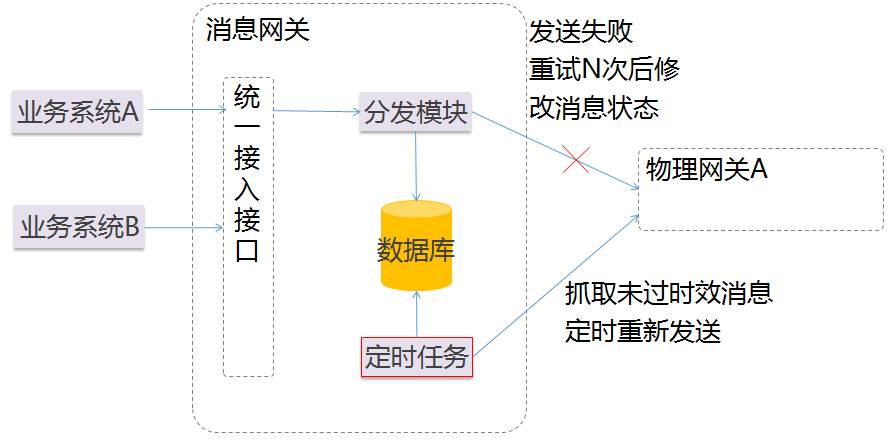 消息网关
发送失败
重试N次后修
改消息状态
业务系统A
统一接入接口
分发模块
物理网关A
业务系统B
数据库
抓取未过时效消息
定时重新发送
定时任务